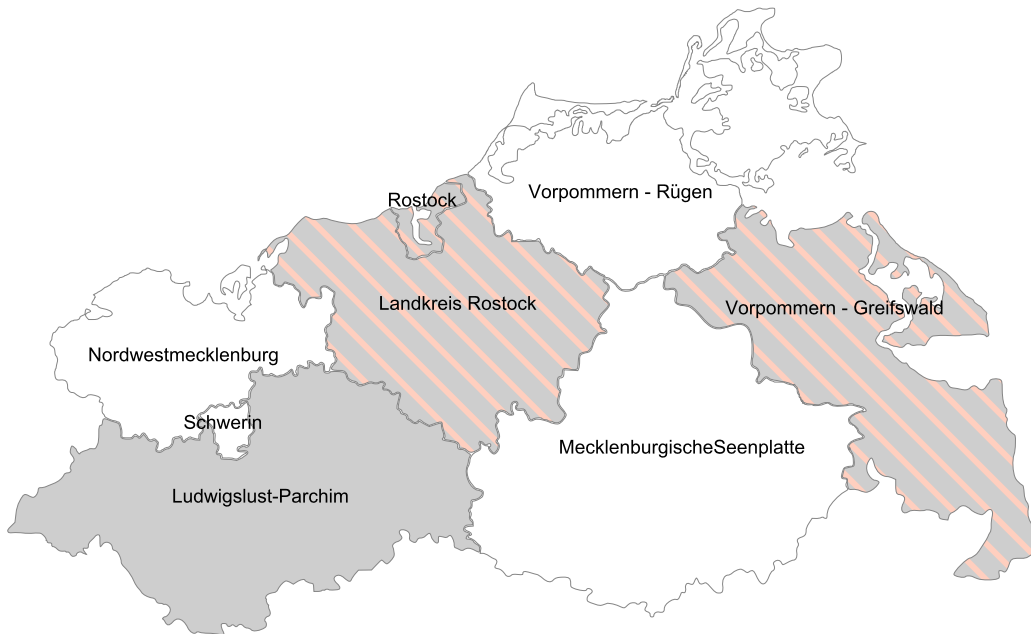 Vorpommern - Rügen
Rostock
Landkreis Rostock
Vorpommern - Greifswald
Nordwestmecklenburg
Schwerin
MecklenburgischeSeenplatte
Ludwigslust-Parchim